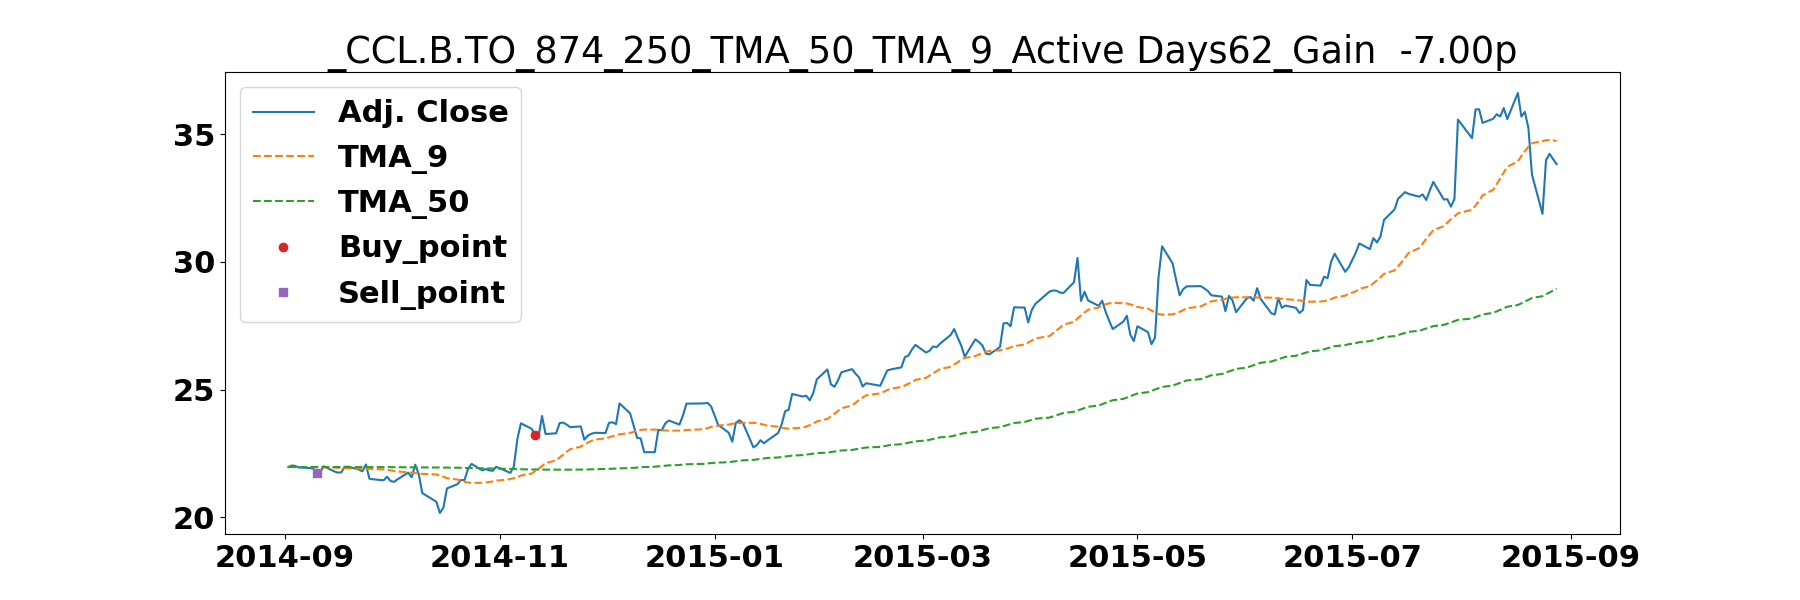 _CCL.B.TO_874_250_TMA_50_TMA_9_Active Days62_Gain  -7.00p
Adj. Close
TMA_9
TMA_50
Buy_point
Sell_point
35
30
25
20
2014-09
2014-11
2015-01
2015-03
2015-05
2015-07
2015-09